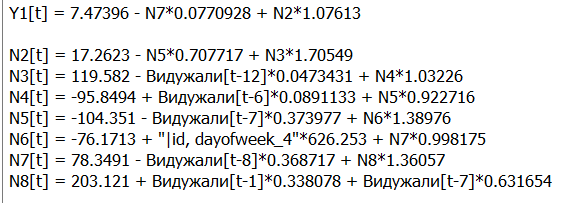 Y1[t] = 7.47396 - N7*0.0770928 + N2*1.07613
N2[t] = 17.2623 - N5*0.707717 + N3*1.70549
N3[t] = 119.582 - Видужали[t-12]*0.0473431 + N4*1.03226
N4[t] = -95.8494 + Видужали[t-6]*0.0891133 + N5*0.922716
N5[t] = -104.351 - Видужали[t-7]*0.373977 + N6*1.38976
N6[t] = -76.1713 + "|id, dayofweek_4"*626.253 + N7*0.998175
N7[t] = 78.3491 - Видужали[t-8]*0.368717 + N8*1.36057
N8[t] = 203.121 + Видужали[t-1]*0.338078 + Видужали[t-7]*0.631654